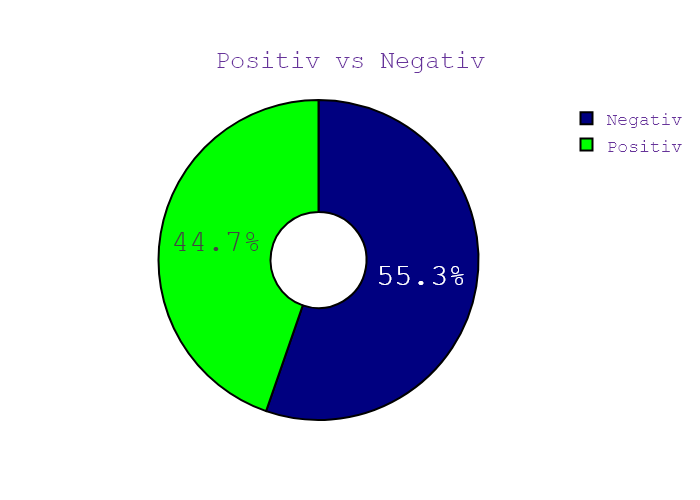 Positiv vs Negativ
Negativ
Positiv
44.7%
55.3%